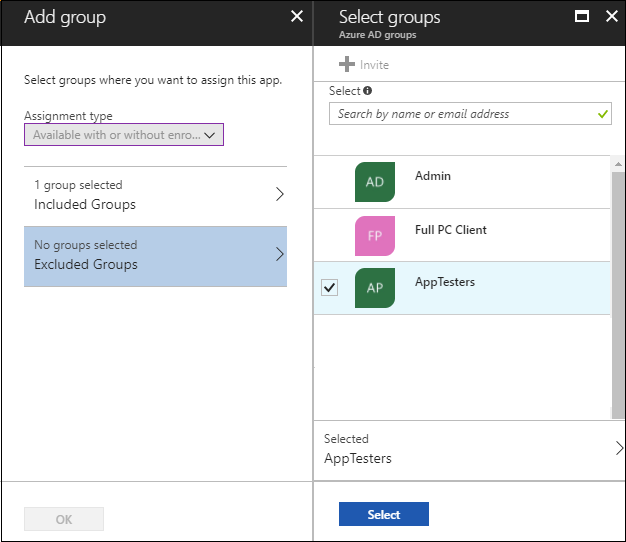 Add group
Select groups where you want to assign this app.
Assignment type
Available with or without enro...
1 group selected
Included Groups
No groups selected
Excluded Groups
OK
Select groups
Azure AD groups
Invite
Select
Search by name or email address
AD
Admin
FP
Full PC Client
AP
AppTesters
Selected
AppTesters
Select